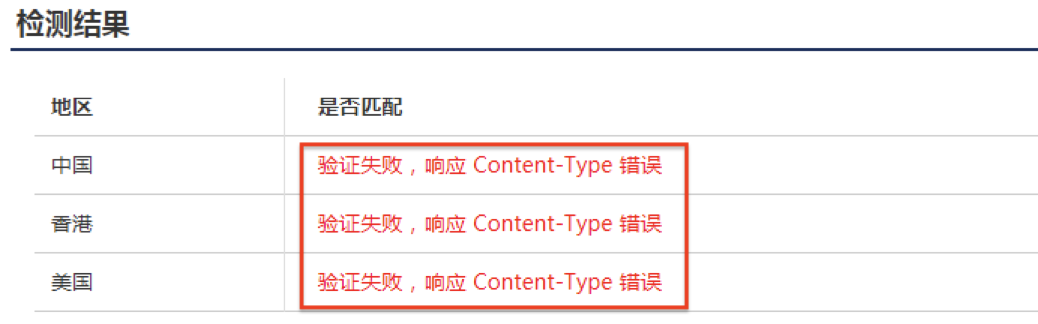 检测结果
地区 是否匹配
中国 验证失败，响应 Content-Type 错误
香港 验证失败，响应 Content-Type 错误
美国 验证失败，响应 Content-Type 错误